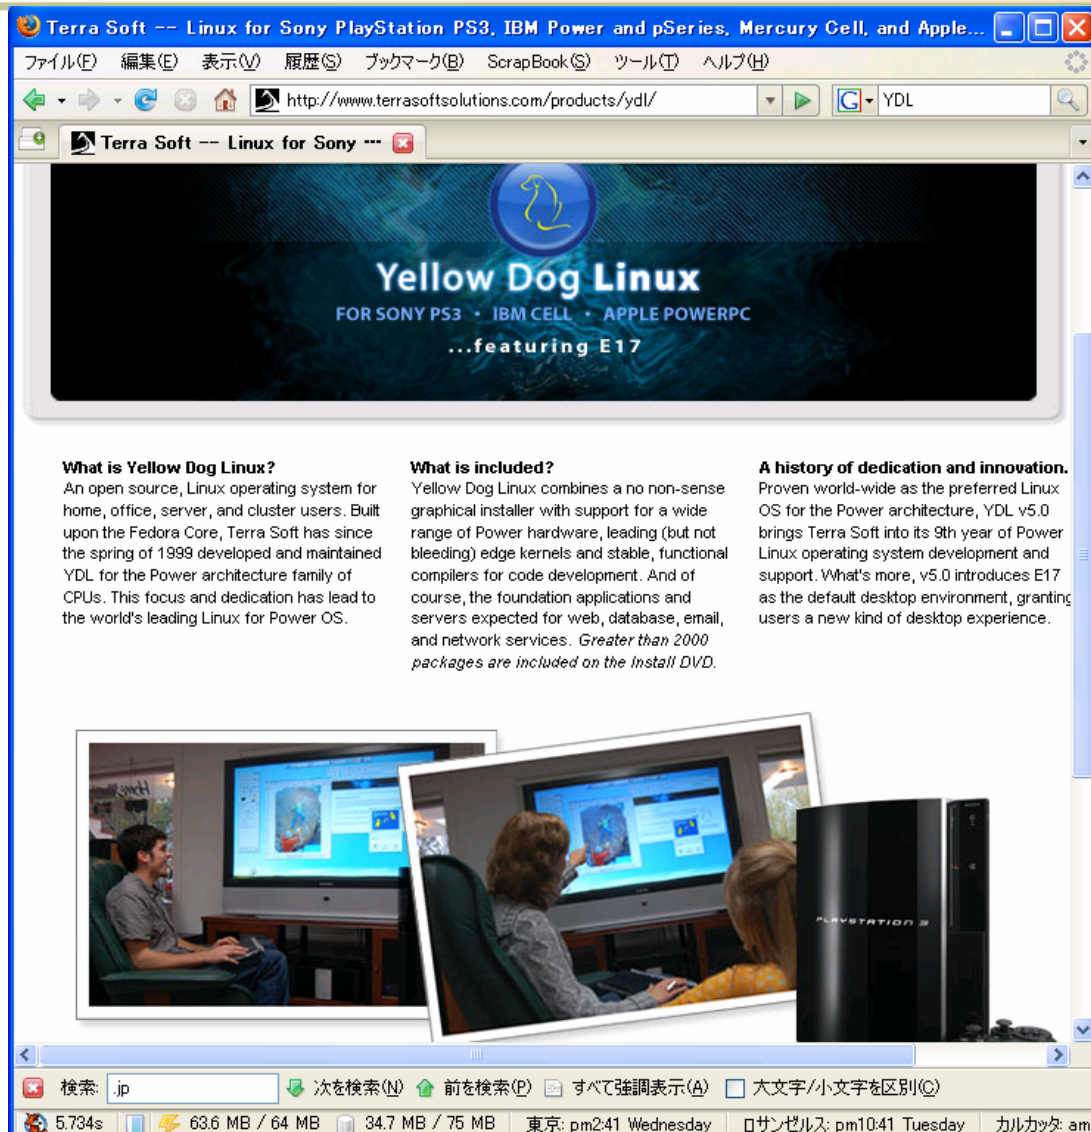 Terra Soft -- Linux for Sony PlayStation PS3, IBM Power and pSeries, Mercury Cell, and Apple...
ファイル(F) 編集(E) 表示(V) 履歴(S) ブックマーク(B) ScrapBook(S) ツール(T) ヘルプ(H)
http://www.terrasoftsolutions.com/products/ydl/ G YDL
Terra Soft -- Linux for Sony ...
Yellow Dog Linux
FOR SONY PS3 • IBM CELL • APPLE POWERPC
...featuring E17
What is Yellow Dog Linux?
An open source, Linux operating system for
home, office, server, and cluster users. Built
upon the Fedora Core, Terra Soft has since
the spring of 1999 developed and maintained
YDL for the Power architecture family of
CPUs. This focus and dedication has lead to
the world's leading Linux for Power OS.
What is included?
Yellow Dog Linux combines a no non-sense
graphical installer with support for a wide
range of Power hardware, leading (but not
bleeding) edge kernels and stable, functional
compilers for code development. And of
course, the foundation applications and
servers expected for web, database, email,
and network services. Greater than 2000
packages are included on the Install DVD.
A history of dedication and innovation.
Proven world-wide as the preferred Linux
OS for the Power architecture, YDL v5.0
brings Terra Soft into its 9th year of Power
Linux operating system development and
support. What's more, v5.0 introduces E17
as the default desktop environment, granting
users a new kind of desktop experience.
PLAYSTATION 3
検索: .jp 次を検索(N) 前を検索(P) すべて強調表示(A) 大文字/小文字を区別(C)
5.734s 63.6 MB / 64 MB 34.7 MB / 75 MB 東京: pm2:41 Wednesday ロサンゼルス: pm10:41 Tuesday カルカッタ: am